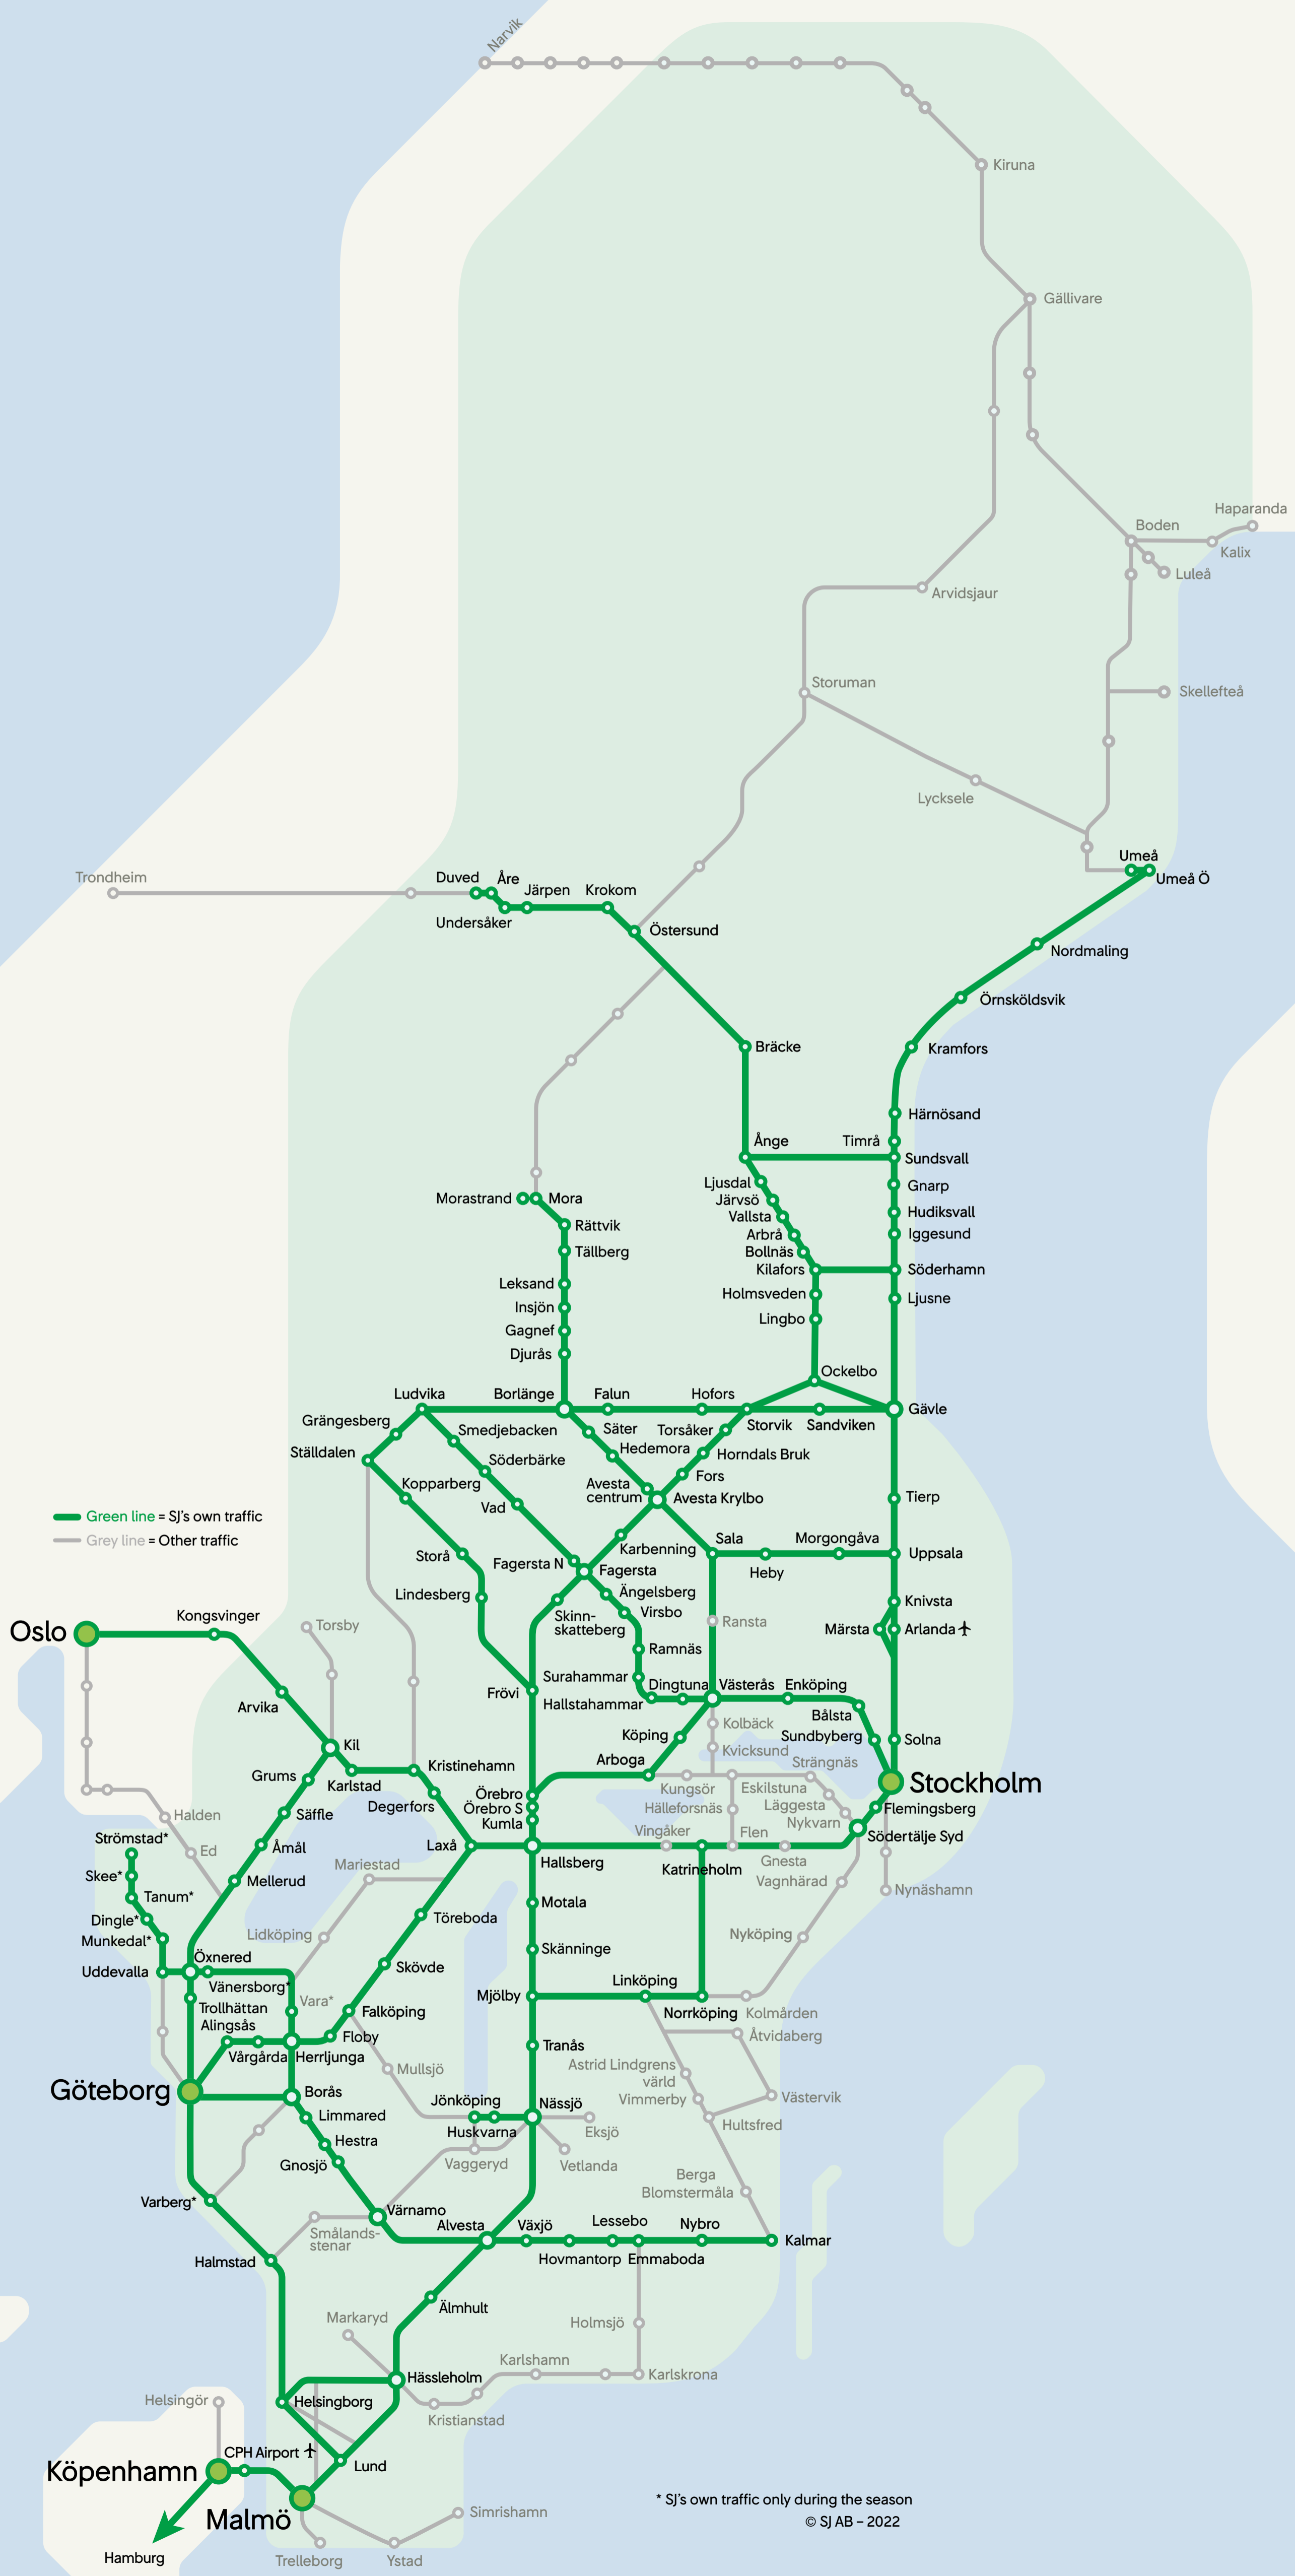 Narvik
Kiruna
Gällivare
Haparanda
Boden
Kalix
Luleå
Arvidsjaur
Storuman
Skellefteå
Lycksele
Umeå
Umeå Ö
Trondheim
Duved
Åre
Järpen
Krokom
Undersåker
Östersund
Nordmaling
Örnsköldsvik
Bräcke
Kramfors
Härnösand
Ånge
Timrå
Sundsvall
Ljusdal
Gnarp
Järvsö
Morastrand
Mora
Vallsta
Hudiksvall
Rättvik
Arbrå
Iggesund
Tällberg
Bollnäs
Kilafors
Söderhamn
Leksand
Holmsveden
Ljusne
Insjön
Lingbo
Gagnef
Djurås
Ockelbo
Ludvika
Borlänge
Falun
Hofors
Gävle
Grängesberg
Smedjebacken
Säter
Torsåker
Storvik
Sandviken
Ställdalen
Söderbärke
Hedemora
Horndals Bruk
Kopparberg
Avesta
centrum
Fors
Vad
Avesta Krylbo
Tierp
Green line = SJ's own traffic
Grey line = Other traffic
Storå
Fagersta N
Karbenning
Sala
Morgongåva
Uppsala
Fagersta
Heby
Lindesberg
Ängelsberg
Knivsta
Skinn-
skatteberg
Virsbo
Kongsvinger
Oslo
Torsby
Ransta
Märsta
Arlanda
Ramnäs
Surahammar
Frövi
Hallstahammar
Dingtuna
Västerås
Enköping
Arvika
Bålsta
Köping
Kolbäck
Sundbyberg
Solna
Kil
Kvicksund
Arboga
Strängnäs
Grums
Karlstad
Kristinehamn
Kungsör
Eskilstuna
Stockholm
Degerfors
Örebro
Örebro S
Kumla
Hälleforsnäs
Läggesta
Nykvarn
Flemingsberg
Halden
Säffle
Vingåker
Flen
Södertälje Syd
Strömstad*
Ed
Åmål
Laxå
Hallsberg
Katrineholm
Gnesta
Skee*
Mariestad
Mellerud
Vagnhärad
Nynäshamn
Tanum*
Töreboda
Motala
Dingle*
Lidköping
Munkedal*
Nyköping
Öxnered
Skänninge
Uddevalla
Skövde
Vänersborg*
Linköping
Vara*
Mjölby
Trollhättan
Falköping
Norrköping
Kolmården
Alingsås
Floby
Åtvidaberg
Vårgårda
Herrljunga
Tranås
Mullsjö
Astrid Lindgrens
värld
Göteborg
Borås
Jönköping
Nässjö
Vimmerby
Västervik
Limmared
Huskvarna
Eksjö
Hultsfred
Hestra
Gnosjö
Vaggeryd
Vetlanda
Berga
Blomstermåla
Varberg*
Värnamo
Smålands-
stenar
Alvesta
Växjö
Lessebo
Nybro
Kalmar
Halmstad
Hovmantorp
Emmaboda
Älmhult
Markaryd
Holmsjö
Karlshamn
Hässleholm
Karlskrona
Helsingör
Helsingborg
Kristianstad
CPH Airport
Köpenhamn
Lund
Malmö
Simrishamn
* SJ's own traffic only during the season
© SJ AB – 2022
Hamburg
Trelleborg
Ystad